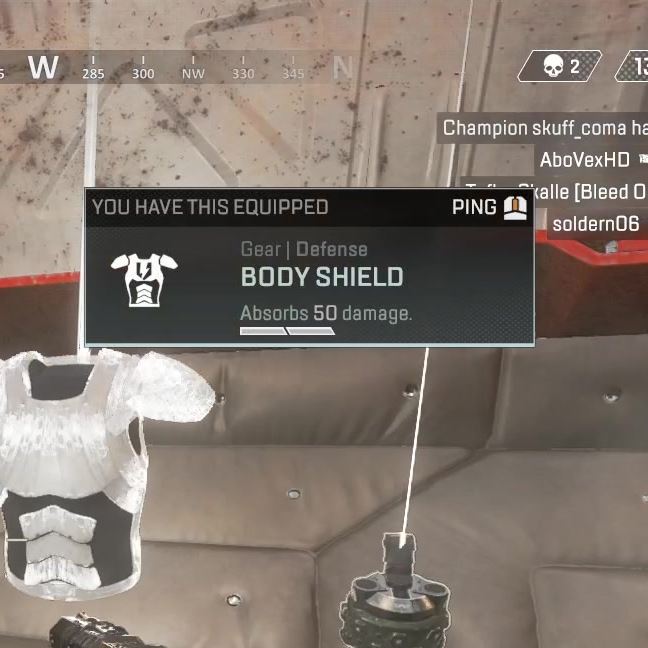 W 285 300 NW 330 345 N
2
Champion skuff_coma
AboVexHD
[Bleed
soldern06
YOU HAVE THIS EQUIPPED PING
Gear | Defense
BODY SHIELD
Absorbs 50 damage.